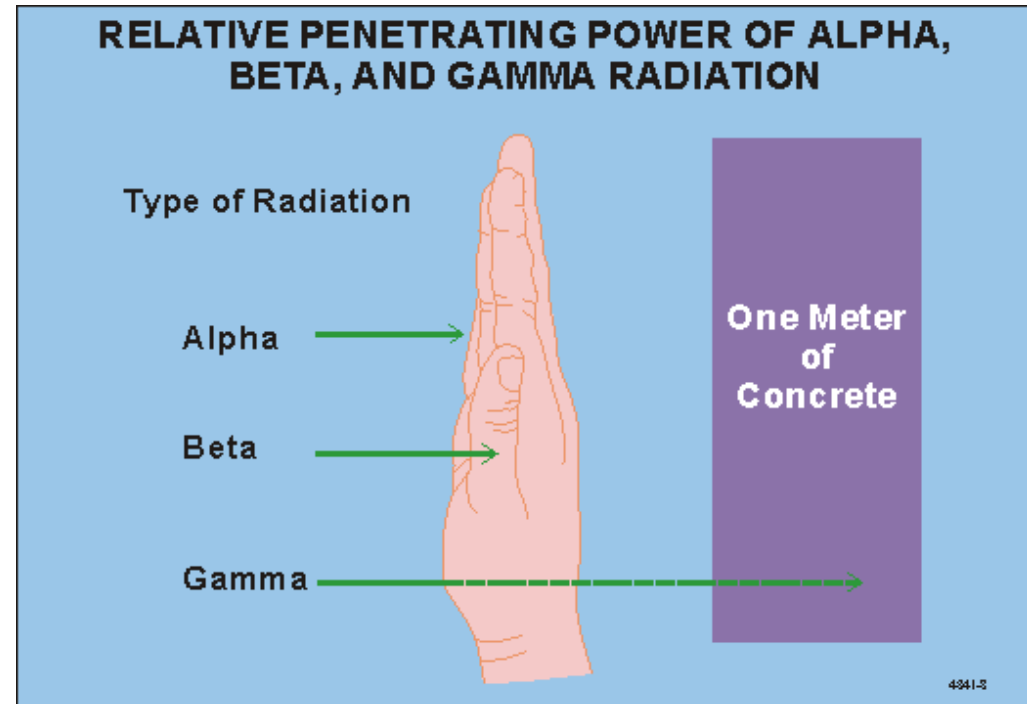 RELATIVE PENETRATING POWER OF ALPHA,
BETA, AND GAMMA RADIATION
Type of Radiation
Alpha
Beta
Gamma
One Meter
of
Concrete